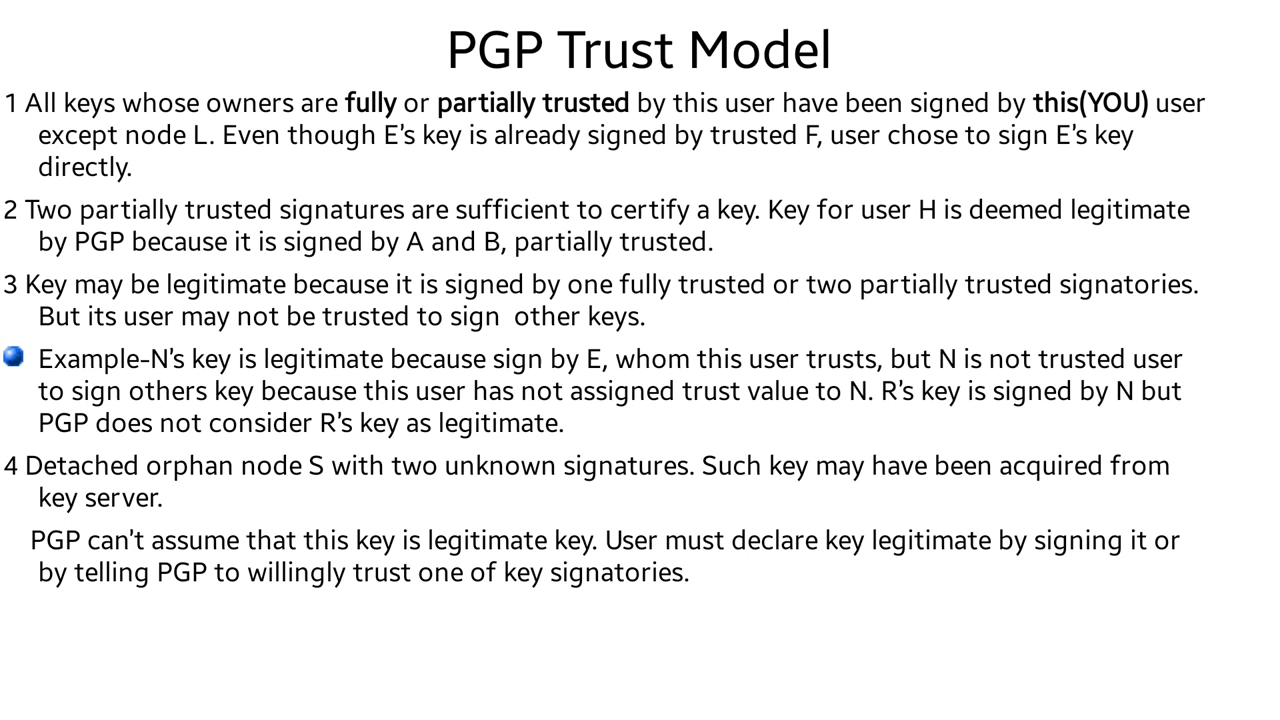 PGP Trust Model
1 All keys whose owners are fully or partially trusted by this user have been signed by this(YOU) user
except node L. Even though E's key is already signed by trusted F, user chose to sign E's key
directly.
2 Two partially trusted signatures are sufficient to certify a key. Key for user H is deemed legitimate
by PGP because it is signed by A and B, partially trusted.
3 Key may be legitimate because it is signed by one fully trusted or two partially trusted signatories.
But its user may not be trusted to sign  other keys.
Example-N's key is legitimate because sign by E, whom this user trusts, but N is not trusted user
to sign others key because this user has not assigned trust value to N. R's key is signed by N but
PGP does not consider R's key as legitimate.
4 Detached orphan node S with two unknown signatures. Such key may have been acquired from
key server.
PGP can't assume that this key is legitimate key. User must declare key legitimate by signing it or
by telling PGP to willingly trust one of key signatories.